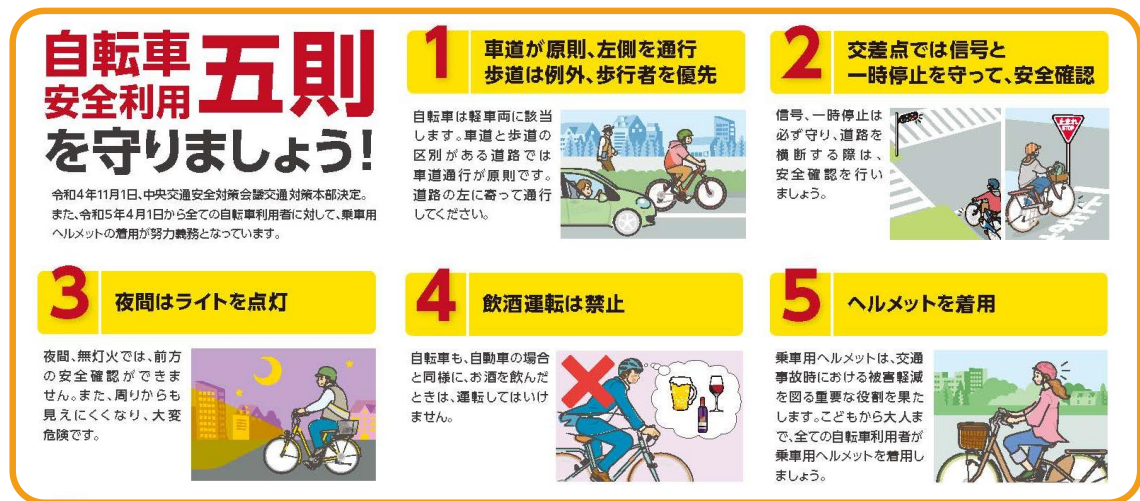 自転車
安全利用
五則
を守りましょう!
令和4年11月1日、中央交通安全対策会議交通対策本部決定。
また、令和5年4月1日から全ての自転車利用者に対して、乗車用
ヘルメットの着用が努力義務となっています。
1
車道が原則、左側を通行
歩道は例外、歩行者を優先
自転車は軽車両に該当
します。車道と歩道の
区別がある道路では
車道通行が原則です。
道路の左に寄って通行
してください。
2
交差点では信号と
一時停止を守って、安全確認
信号、一時停止は
必ず守り、道路を
横断する際は、
安全確認を行い
ましょう。
止まれ
STOP
止まれ
3
夜間はライトを点灯
夜間、無灯火では、前方
の安全確認ができま
せん。また、周りからも
見えにくくなり、大変
危険です。
4
飲酒運転は禁止
自転車も、自動車の場合
と同様に、お酒を飲んだ
ときは、運転してはいけ
ません。
5
ヘルメットを着用
乗車用ヘルメットは、交通
事故時における被害軽減
を図る重要な役割を果た
します。こどもから大人ま
で、全ての自転車利用者が
乗車用ヘルメットを着用し
ましょう。